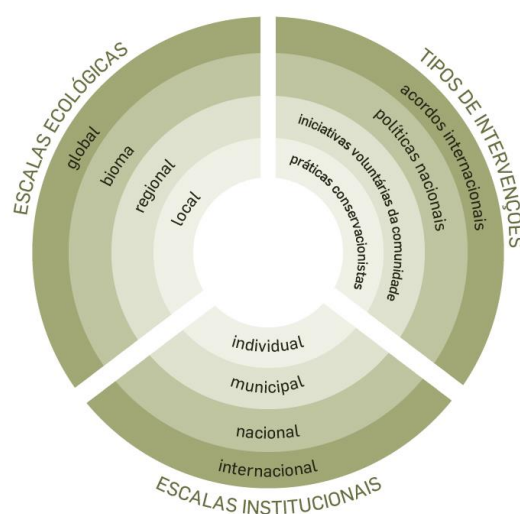 ESCALAS ECOLÓGICAS
global
bioma
regional
local
TIPOS DE INTERVENÇÕES
acordos internacionais
políticas nacionais
iniciativas voluntárias da comunidade
práticas conservacionistas
individual
municipal
nacional
internacional
ESCALAS INSTITUCIONAIS